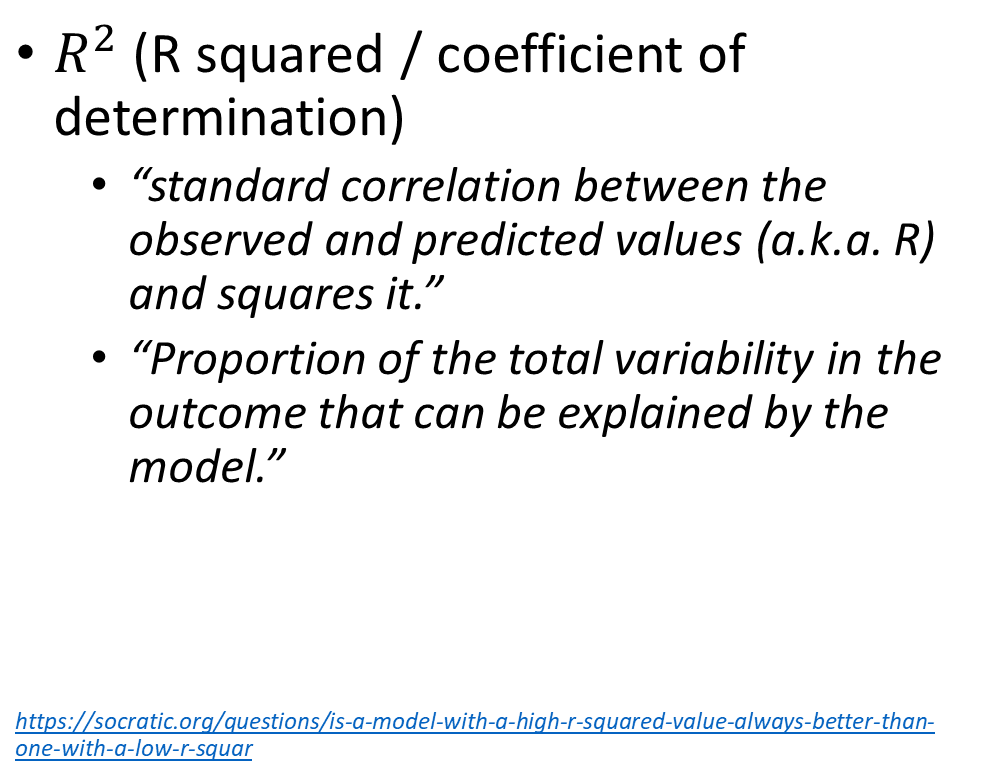 • R² (R squared / coefficient of
determination)
• “standard correlation between the
observed and predicted values (a.k.a. R)
and squares it.”
• “Proportion of the total variability in the
outcome that can be explained by the
model.”
https://socratic.org/questions/is-a-model-with-a-high-r-squared-value-always-better-than-
one-with-a-low-r-squar